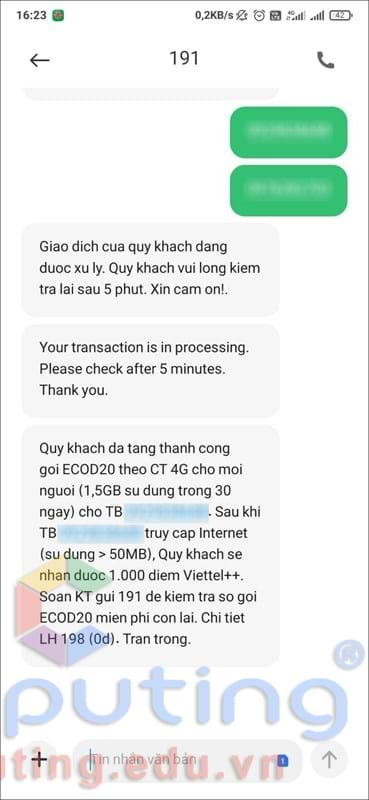 16:23
0,2KB/s
4G
42
191
Giao dich cua quy khach dang
duoc xu ly. Quy khach vui long kiem
tra lai sau 5 phut. Xin cam on!.
Your transaction is in processing.
Please check after 5 minutes.
Thank you.
Quy khach da tang thanh cong
goi ECOD20 theo CT 4G cho moi
nguoi (1,5GB su dung trong 30
ngay) cho TB . Sau khi
TB truy cap Internet
(su dung > 50MB), Quy khach se
nhan duoc 1.000 diem Viettel++.
Soan KT gui 191 de kiem tra so goi
ECOD20 mien phi con lai. Chi tiet
LH 198 (0d). Tran trong.
puting
Tin nhắn văn bản
1
ting.edu.vn